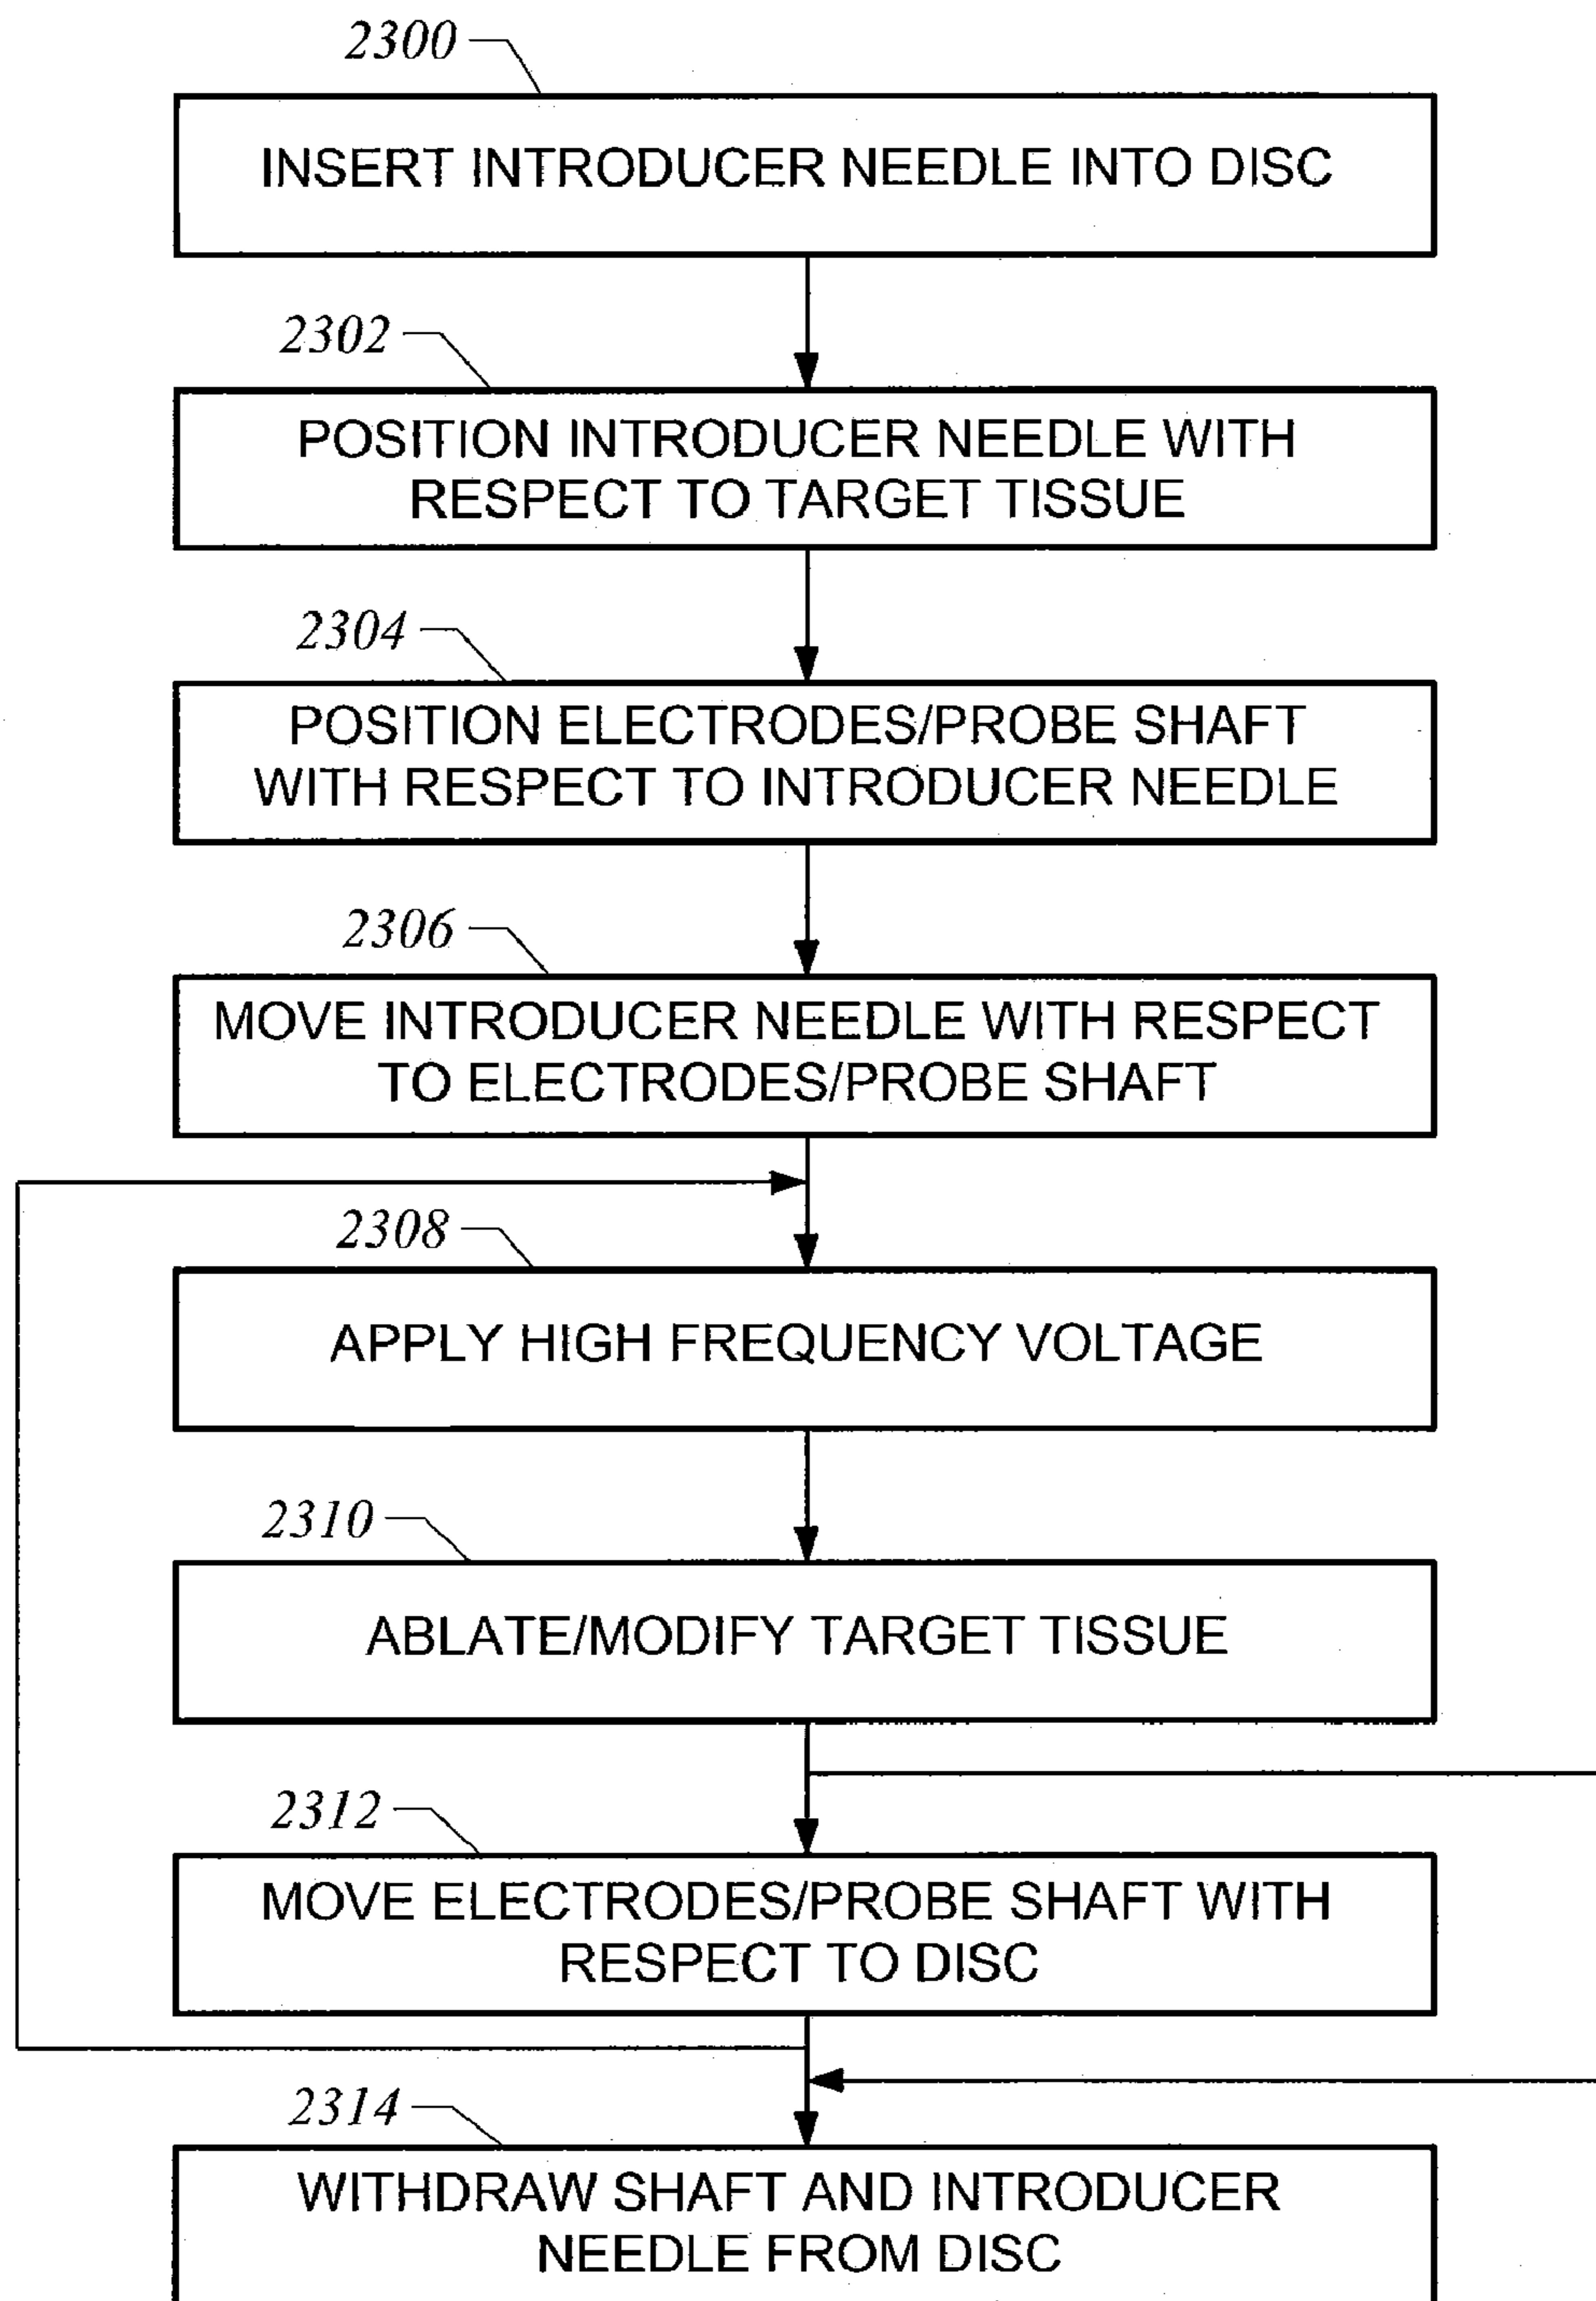 2300
INSERT INTRODUCER NEEDLE INTO DISC
2302
POSITION INTRODUCER NEEDLE WITH
RESPECT TO TARGET TISSUE
2304
POSITION ELECTRODES/PROBE SHAFT
WITH RESPECT TO INTRODUCER NEEDLE
2306
MOVE INTRODUCER NEEDLE WITH RESPECT
TO ELECTRODES/PROBE SHAFT
2308
APPLY HIGH FREQUENCY VOLTAGE
2310
ABLATE/MODIFY TARGET TISSUE
2312
MOVE ELECTRODES/PROBE SHAFT WITH
RESPECT TO DISC
2314
WITHDRAW SHAFT AND INTRODUCER
NEEDLE FROM DISC